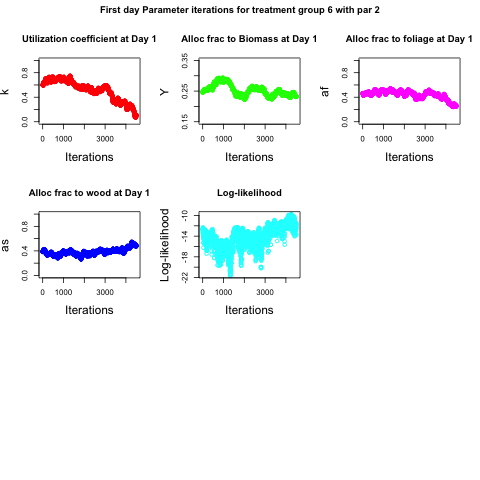 First day Parameter iterations for treatment group 6 with par 2
Utilization coefficient at Day 1
k
0.0 0.4 0.8
0 1000 3000
Iterations
Alloc frac to Biomass at Day 1
Y
0.15 0.25 0.35
0 1000 3000
Iterations
Alloc frac to foliage at Day 1
af
0.0 0.4 0.8
0 1000 3000
Iterations
Alloc frac to wood at Day 1
as
0.0 0.4 0.8
0 1000 3000
Iterations
Log-likelihood
Log-likelihood
-22 -18 -14 -10
0 1000 3000
Iterations